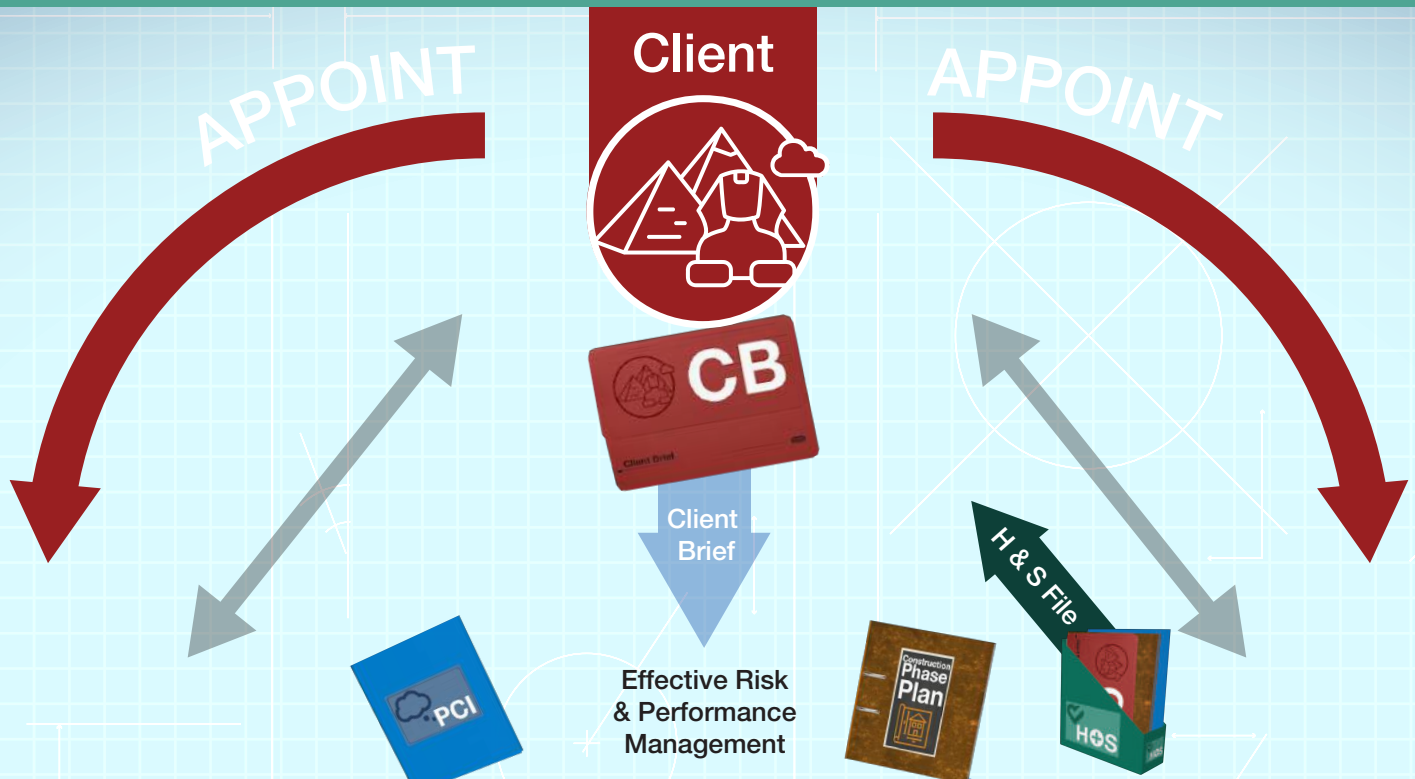 Client
APPOINT
APPOINT
CB
Client Brief
Client
Brief
H & S File
PCI
Effective Risk
& Performance
Management
Construction
Phase
Plan
H&S